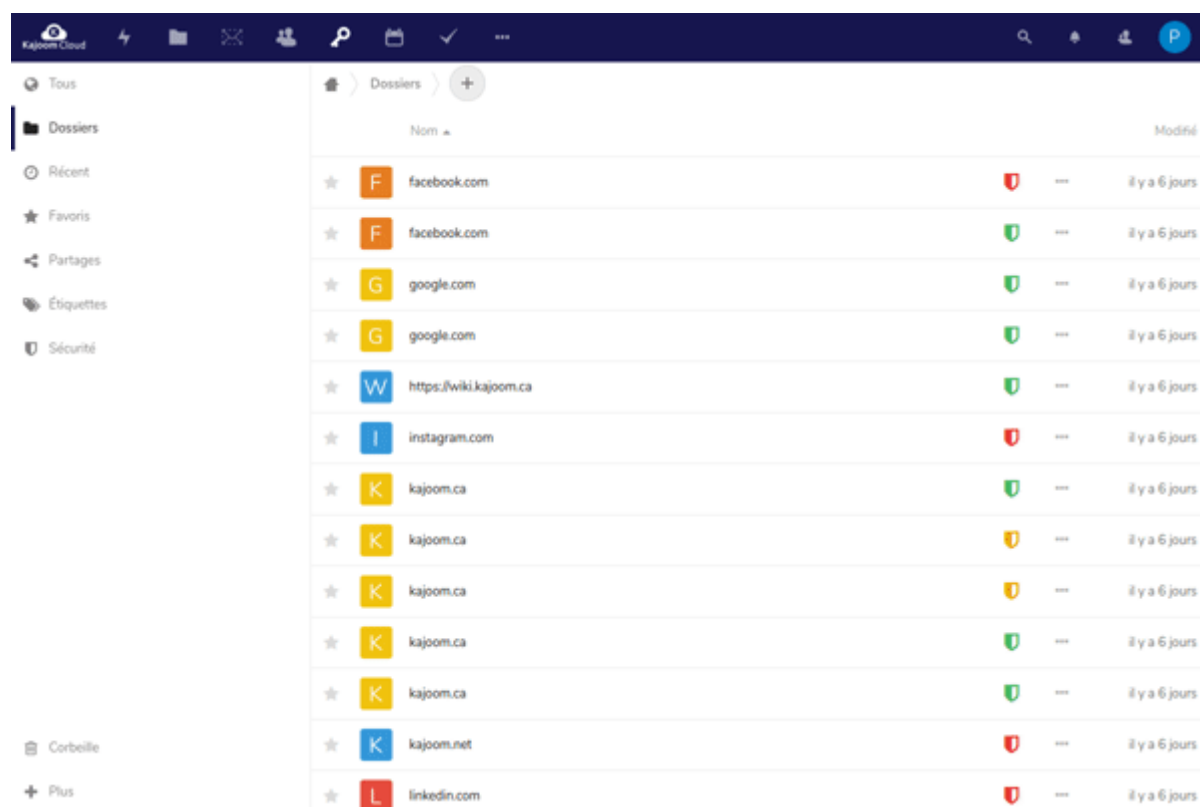 Kajoom Cloud
P
Tous
Dossiers
Récent
Favoris
Partages
Étiquettes
Sécurité
Corbeille
Plus
Dossiers
Nom
Modifié
F facebook.com il y a 6 jours
F facebook.com il y a 6 jours
G google.com il y a 6 jours
G google.com il y a 6 jours
W https://wiki.kajoom.ca il y a 6 jours
I instagram.com il y a 6 jours
K kajoom.ca il y a 6 jours
K kajoom.ca il y a 6 jours
K kajoom.ca il y a 6 jours
K kajoom.ca il y a 6 jours
K kajoom.ca il y a 6 jours
K kajoom.net il y a 6 jours
L linkedin.com il y a 6 jours